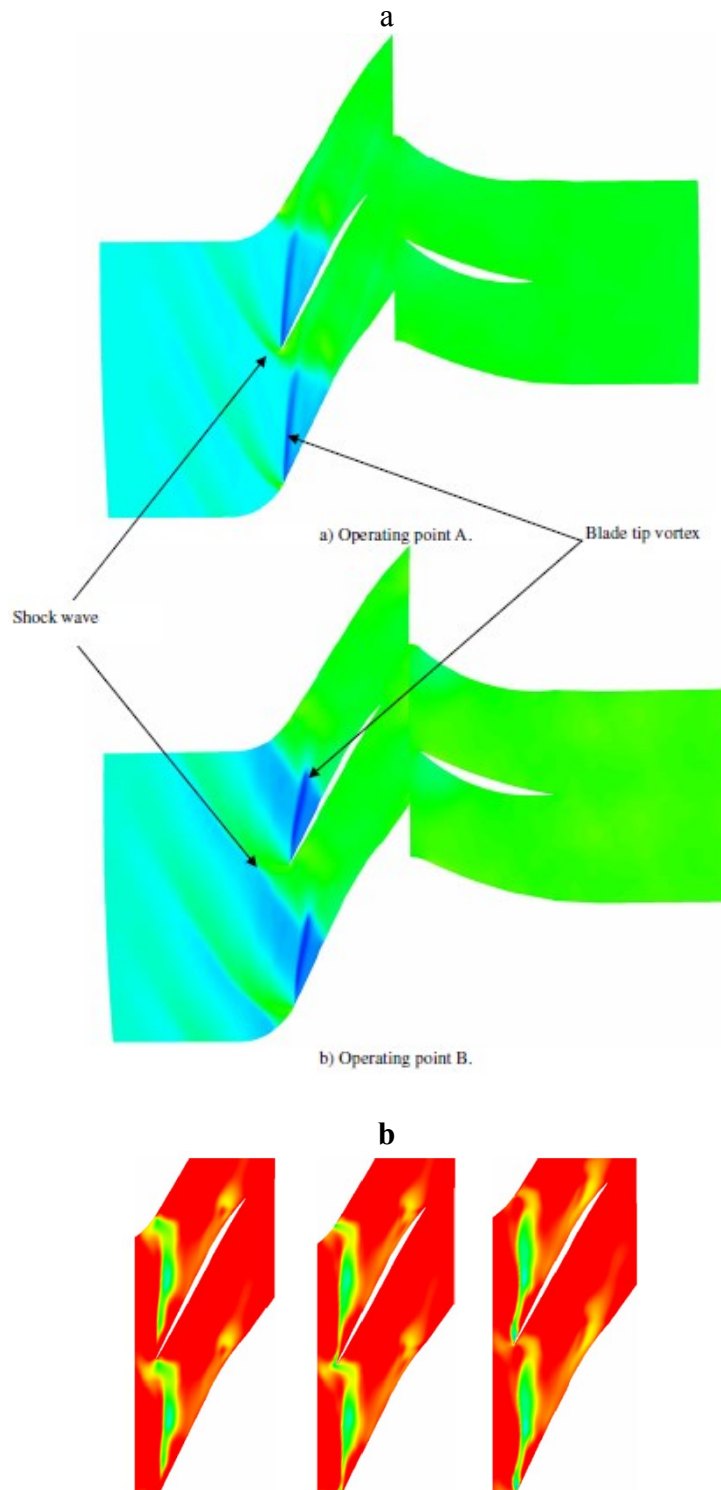 a
a) Operating point A.
Blade tip vortex
Shock wave
b) Operating point B.
b